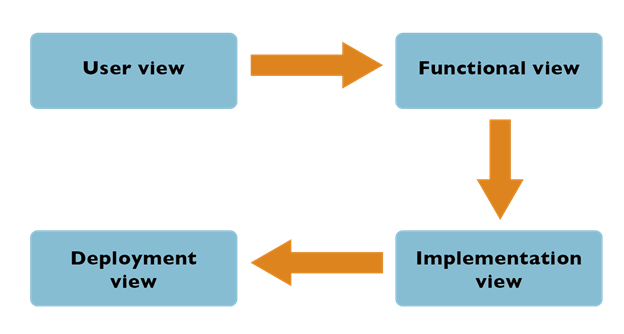 User view
Functional view
Deployment
view
Implementation
view